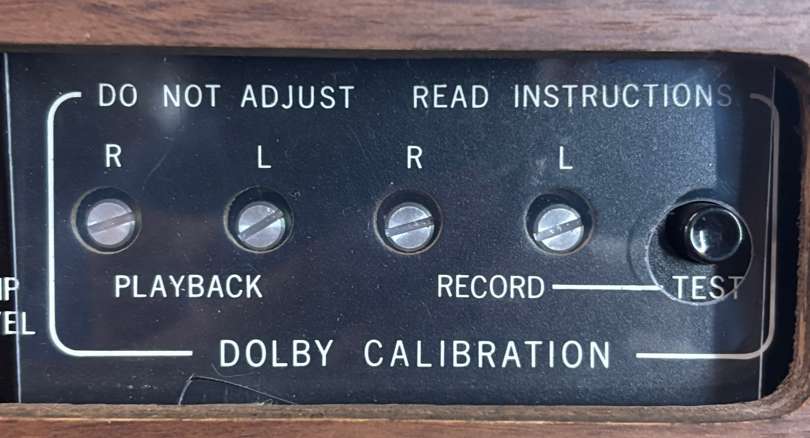 DO NOT ADJUST READ INSTRUCTIONS
R L R L
PLAYBACK RECORD TEST
DOLBY CALIBRATION